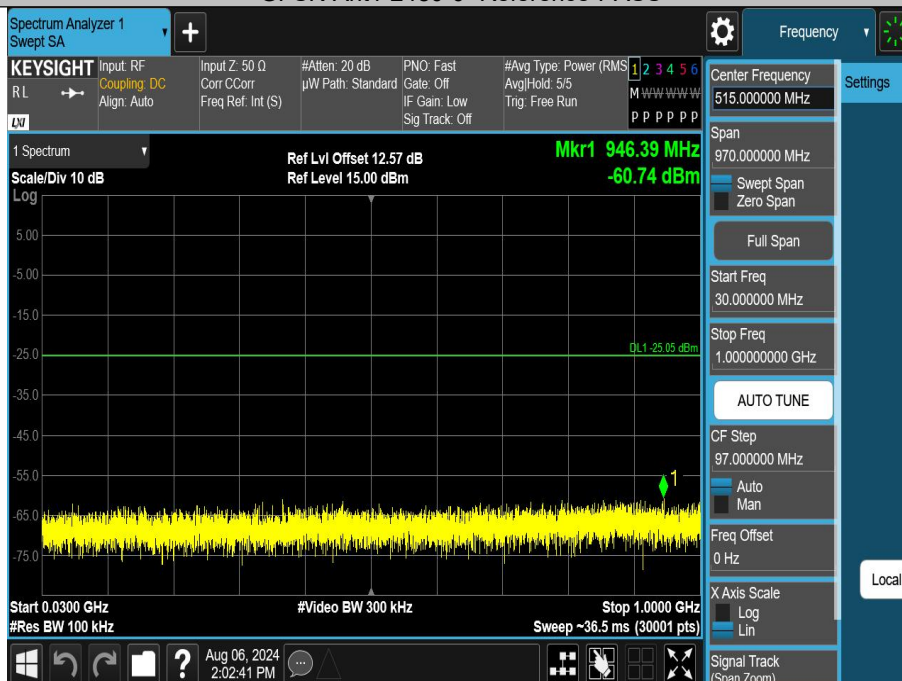 Spectrum Analyzer 1
Swept SA
Frequency
KEYSIGHT
RL
LXI
Input: RF
Coupling: DC
Align: Auto
Input Z: 50 Ω
Corr CCorr
Freq Ref: Int (S)
#Atten: 20 dB
µW Path: Standard
PNO: Fast
Gate: Off
IF Gain: Low
Sig Track: Off
#Avg Type: Power (RMS
Avg|Hold: 5/5
Trig: Free Run
1 2 3 4 5 6
M W W W W W
P P P P P P
Center Frequency
515.000000 MHz
Settings
Span
970.000000 MHz
Swept Span
Zero Span
Full Span
Start Freq
30.000000 MHz
Stop Freq
1.000000000 GHz
AUTO TUNE
CF Step
97.000000 MHz
Auto
Man
Freq Offset
0 Hz
X Axis Scale
Log
Lin
Local
Signal Track
(Span Zoom)
1 Spectrum
Scale/Div 10 dB
Log
Ref Lvl Offset 12.57 dB
Ref Level 15.00 dBm
Mkr1 946.39 MHz
-60.74 dBm
5.00
-5.00
-15.0
-25.0
DL1 -25.05 dBm
-35.0
-45.0
-55.0
1
-65.0
-75.0
Start 0.0300 GHz
#Video BW 300 kHz
Stop 1.0000 GHz
#Res BW 100 kHz
Sweep ~36.5 ms (30001 pts)
Aug 06, 2024
2:02:41 PM